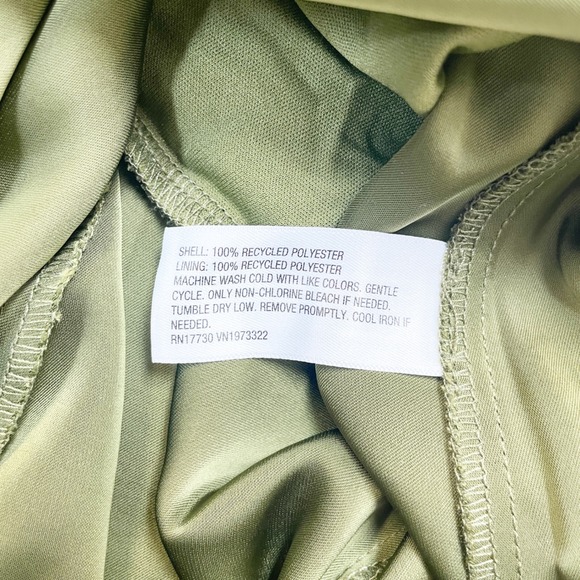 SHELL: 100% RECYCLED POLYESTER
LINING: 100% RECYCLED POLYESTER
MACHINE WASH COLD WITH LIKE COLORS. GENTLE
CYCLE. ONLY NON-CHLORINE BLEACH IF NEEDED.
TUMBLE DRY LOW. REMOVE PROMPTLY. COOL IRON IF
NEEDED.
RN17730 VN1973322